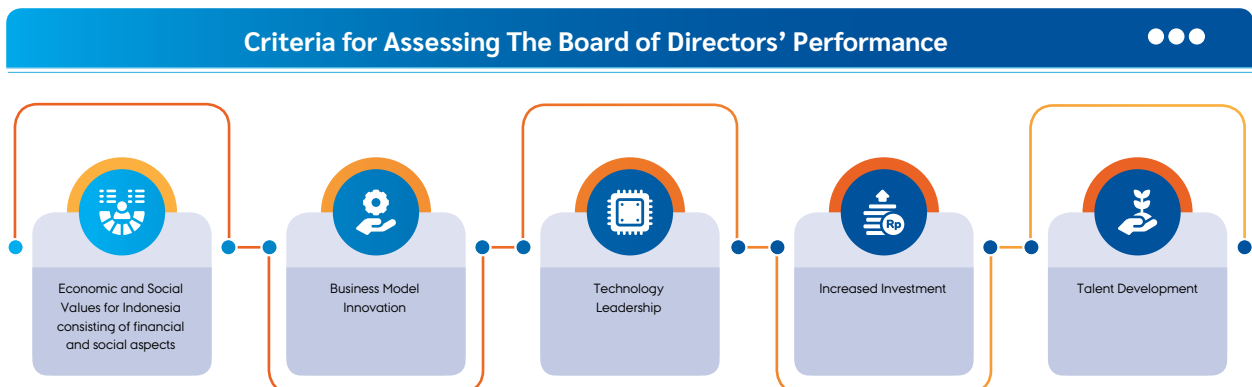 Criteria for Assessing The Board of Directors’ Performance
Economic and Social
Values for Indonesia
consisting of financial
and social aspects
Business Model
Innovation
Technology
Leadership
Rp
Increased Investment
Talent Development